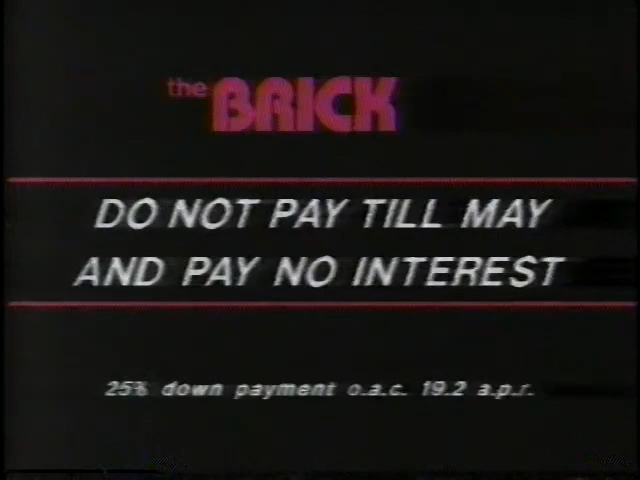 the BRICK
DO NOT PAY TILL MAY
AND PAY NO INTEREST
25% down payment o.a.c. 19.2 a.p.r.